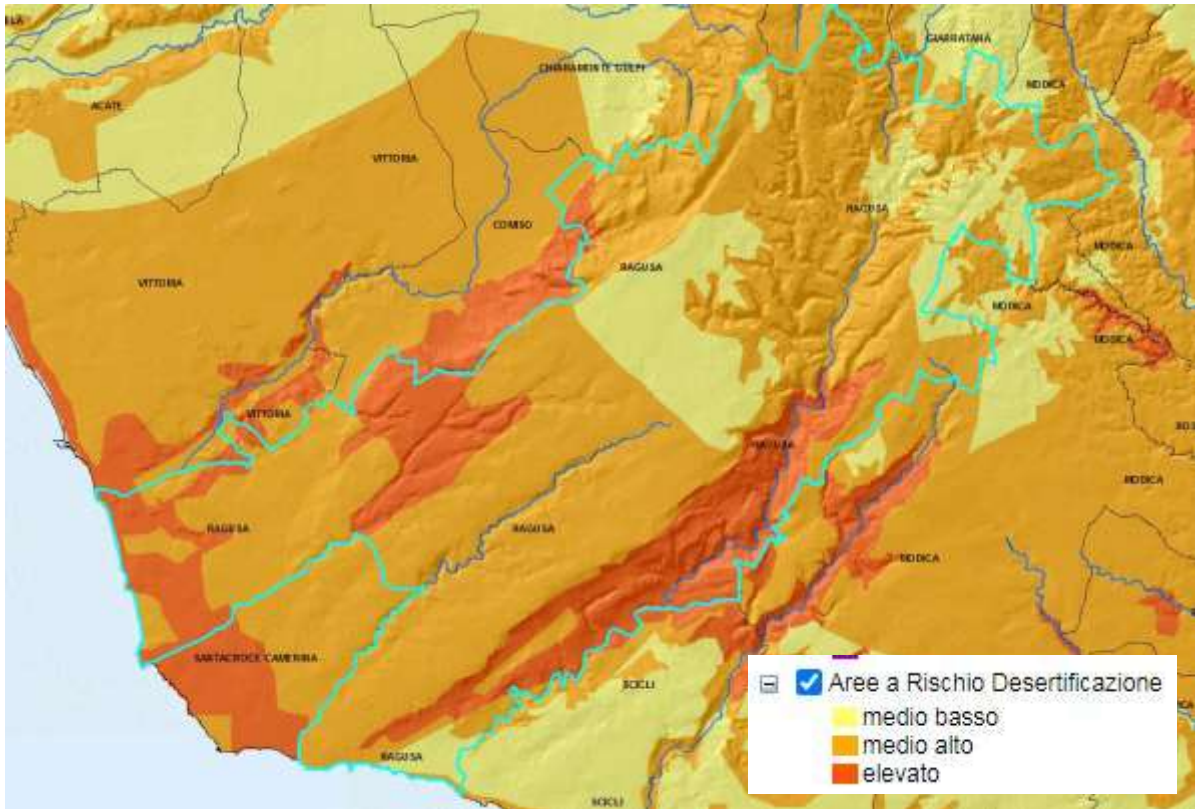 GIARRATANA
CHIARAMONTE GULFI
MODICA
ACATE
VITTORIA
RAGUSA
COMISO
MODICA
RAGUSA
VITTORIA
MODICA
MODICA
VITTORIA
RAGUSA
MODICA
RAGUSA
RAGUSA
MODICA
SANTACROCE CAMERINA
SCICLI
RAGUSA
SCICLI
Aree a Rischio Desertificazione
medio basso
medio alto
elevato